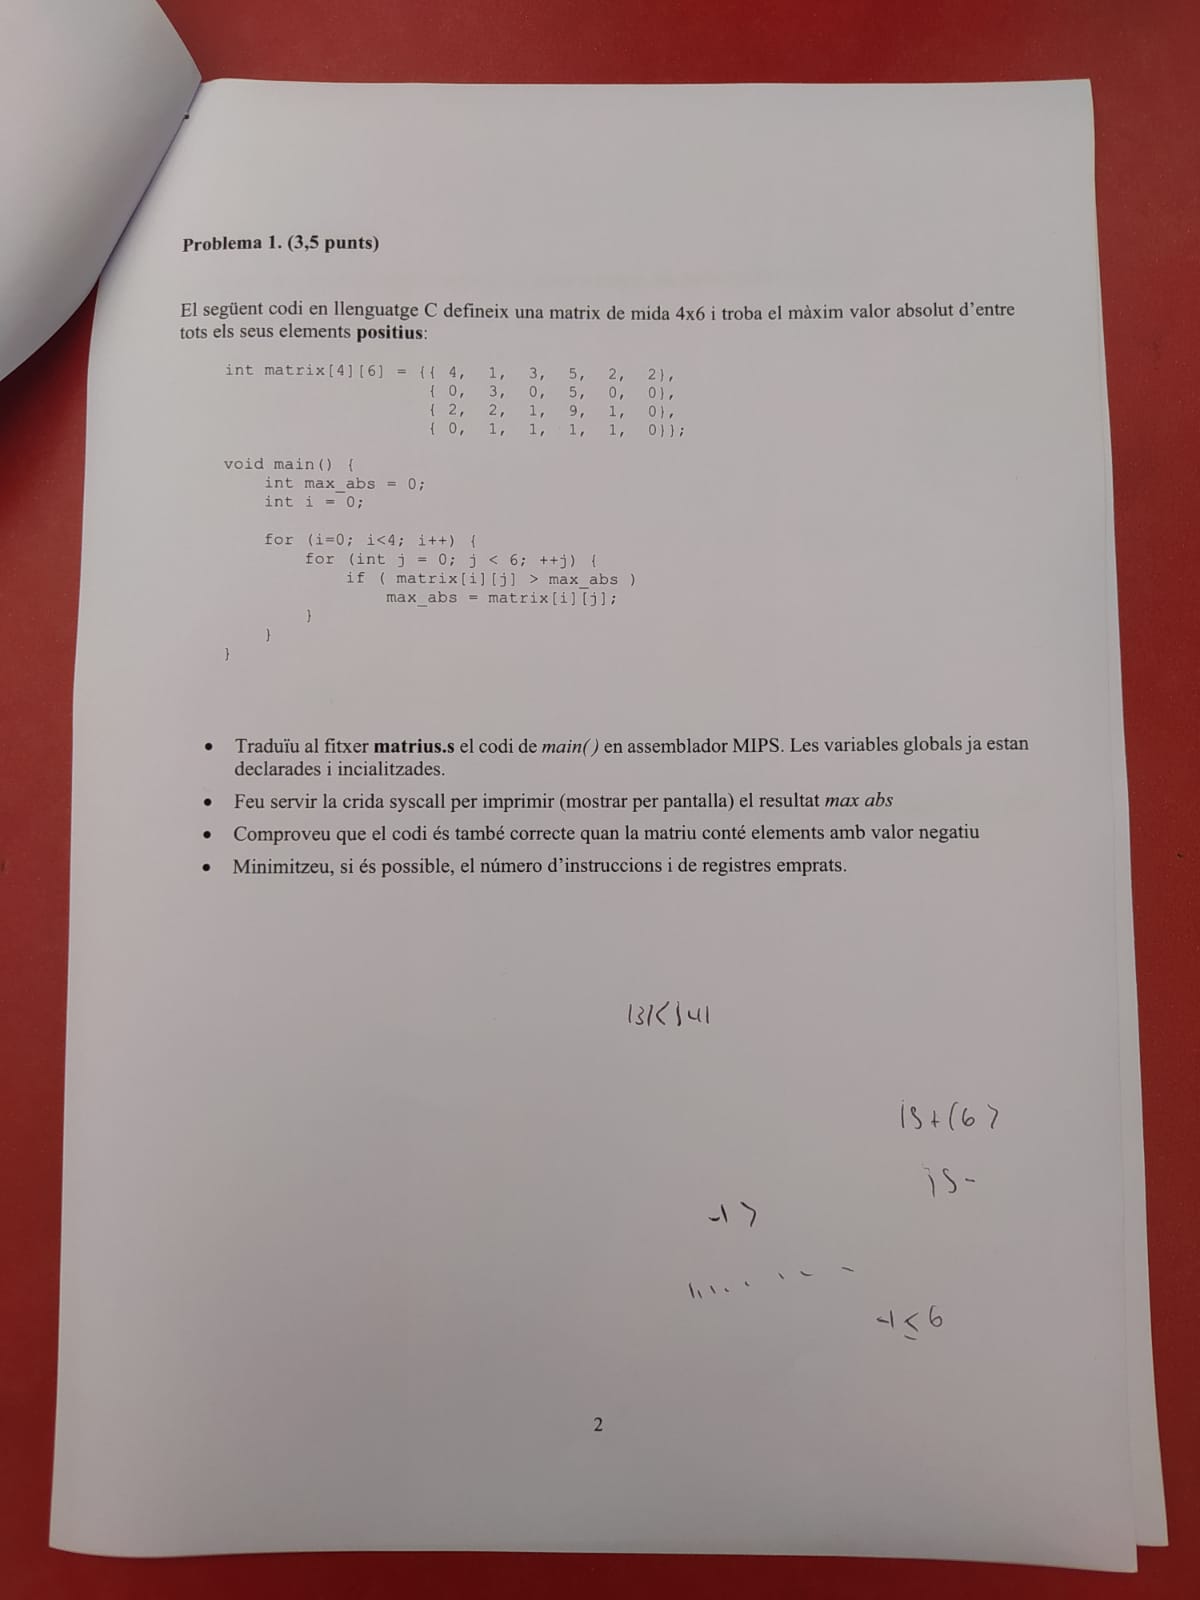 Problema 1. (3,5 punts)
El següent codi en llenguatge C defineix una matrix de mida 4x6 i troba el màxim valor absolut d'entre
tots els seus elements positius:
int matrix[4][6] = {{ 4, 1, 3, 5, 2, 2},
{ 0, 3, 0, 5, 0, 0},
{ 2, 2, 1, 9, 1, 0},
{ 0, 1, 1, 1, 1, 0}};
void main() {
int max_abs = 0;
int i = 0;
for (i=0; i<4; i++) {
for (int j = 0; j < 6; ++j) {
if ( matrix[i][j] > max_abs )
max_abs = matrix[i][j];
}
}
}
• Traduïu al fitxer matrius.s el codi de main() en assemblador MIPS. Les variables globals ja estan
declarades i incialitzades.
• Feu servir la crida syscall per imprimir (mostrar per pantalla) el resultat max abs
• Comproveu que el codi és també correcte quan la matriu conté elements amb valor negatiu
• Minimitzeu, si és possible, el número d'instruccions i de registres emprats.
|3|<|4|
-1 >
-1 ≤ 6
2